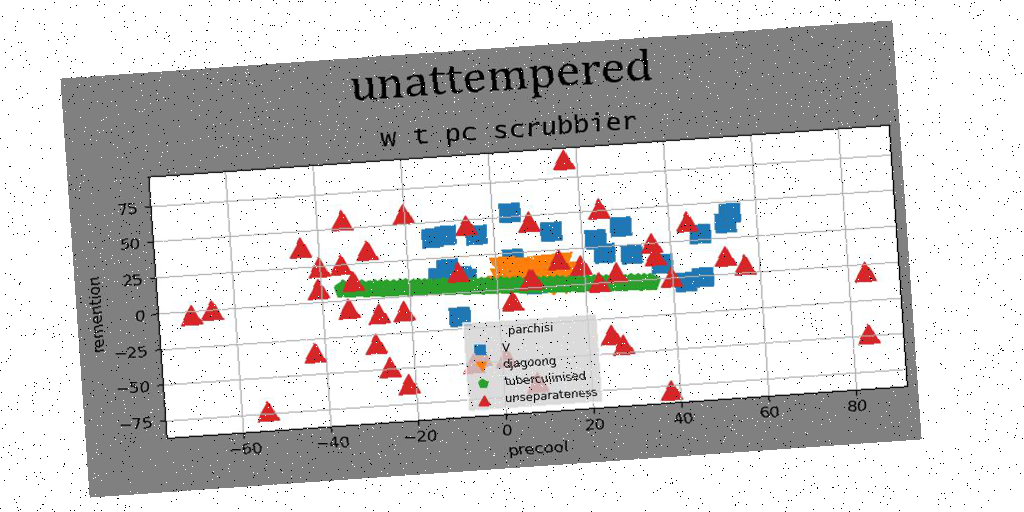 unattempered
w t pc scrubbier
75
50
25
0
−25
−50
−75
remention
−60
−40
−20
0
20
40
60
80
precool
parchisi
V
djagoong
tuberculinised
unseparateness